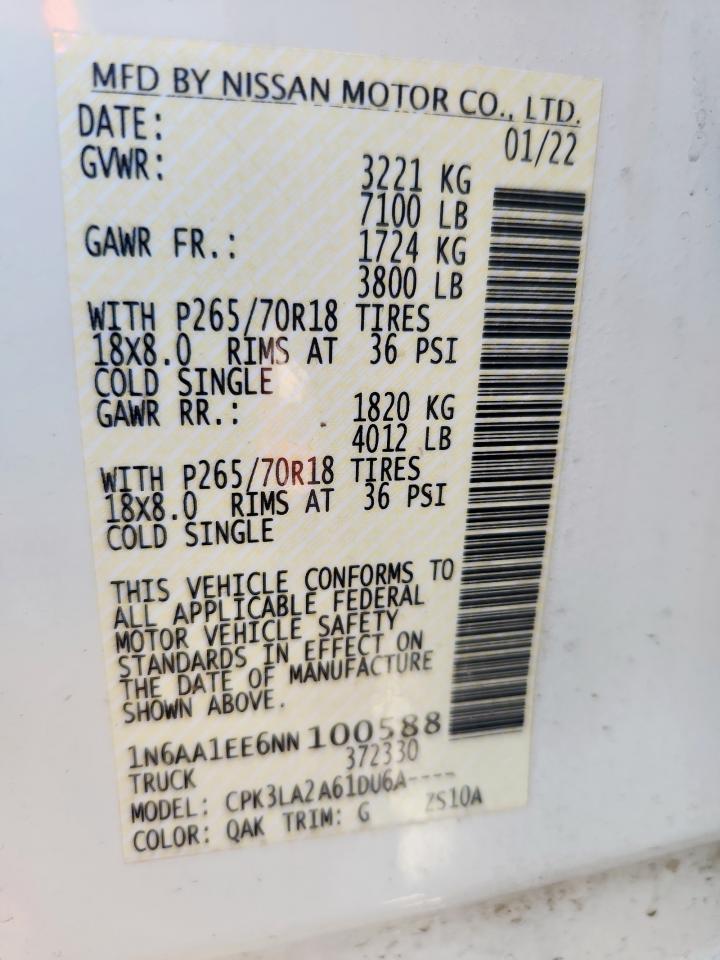 MFD BY NISSAN MOTOR CO., LTD.
DATE: 01/22
GVWR: 3221 KG
7100 LB
GAWR FR.: 1724 KG
3800 LB
WITH P265/70R18 TIRES
18X8.0 RIMS AT 36 PSI
COLD SINGLE
GAWR RR.: 1820 KG
4012 LB
WITH P265/70R18 TIRES
18X8.0 RIMS AT 36 PSI
COLD SINGLE
THIS VEHICLE CONFORMS TO
ALL APPLICABLE FEDERAL
MOTOR VEHICLE SAFETY
STANDARDS IN EFFECT ON
THE DATE OF MANUFACTURE
SHOWN ABOVE.
1N6AA1EE6NN100588
TRUCK 372330
MODEL: CPK3LA2A61DU6A----
COLOR: QAK TRIM: G ZS10A